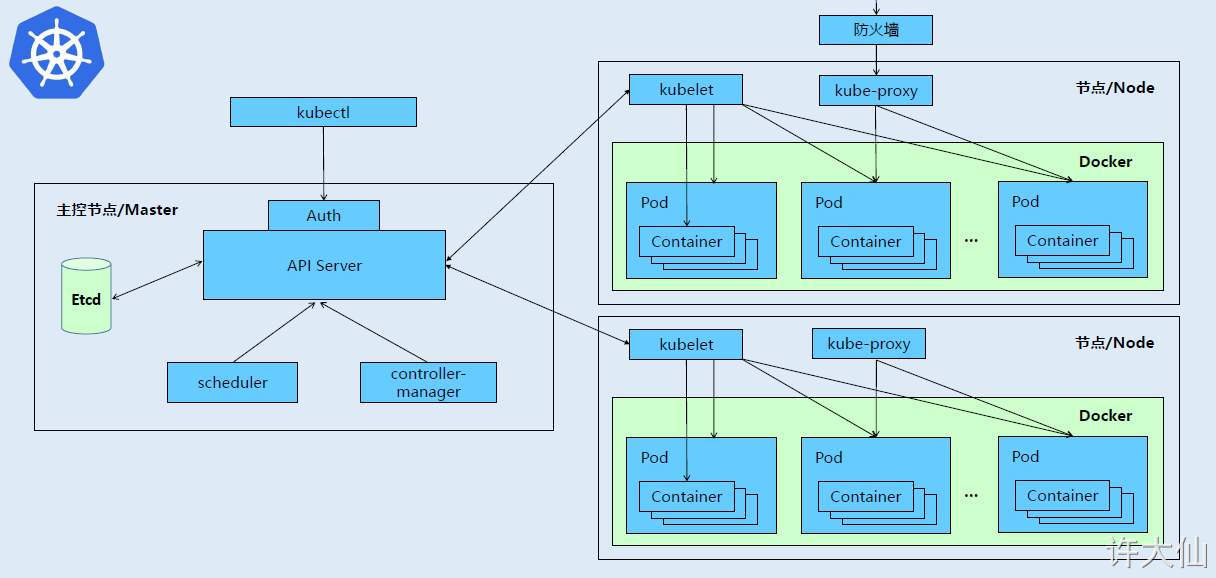 kubectl
主控节点/Master
Auth
API Server
Etcd
scheduler
controller-
manager
防火墙
节点/Node
kubelet
kube-proxy
Docker
Pod
Container
Pod
Container
...
Pod
Container
节点/Node
kubelet
kube-proxy
Docker
Pod
Container
Pod
Container
...
Pod
Container
许大仙